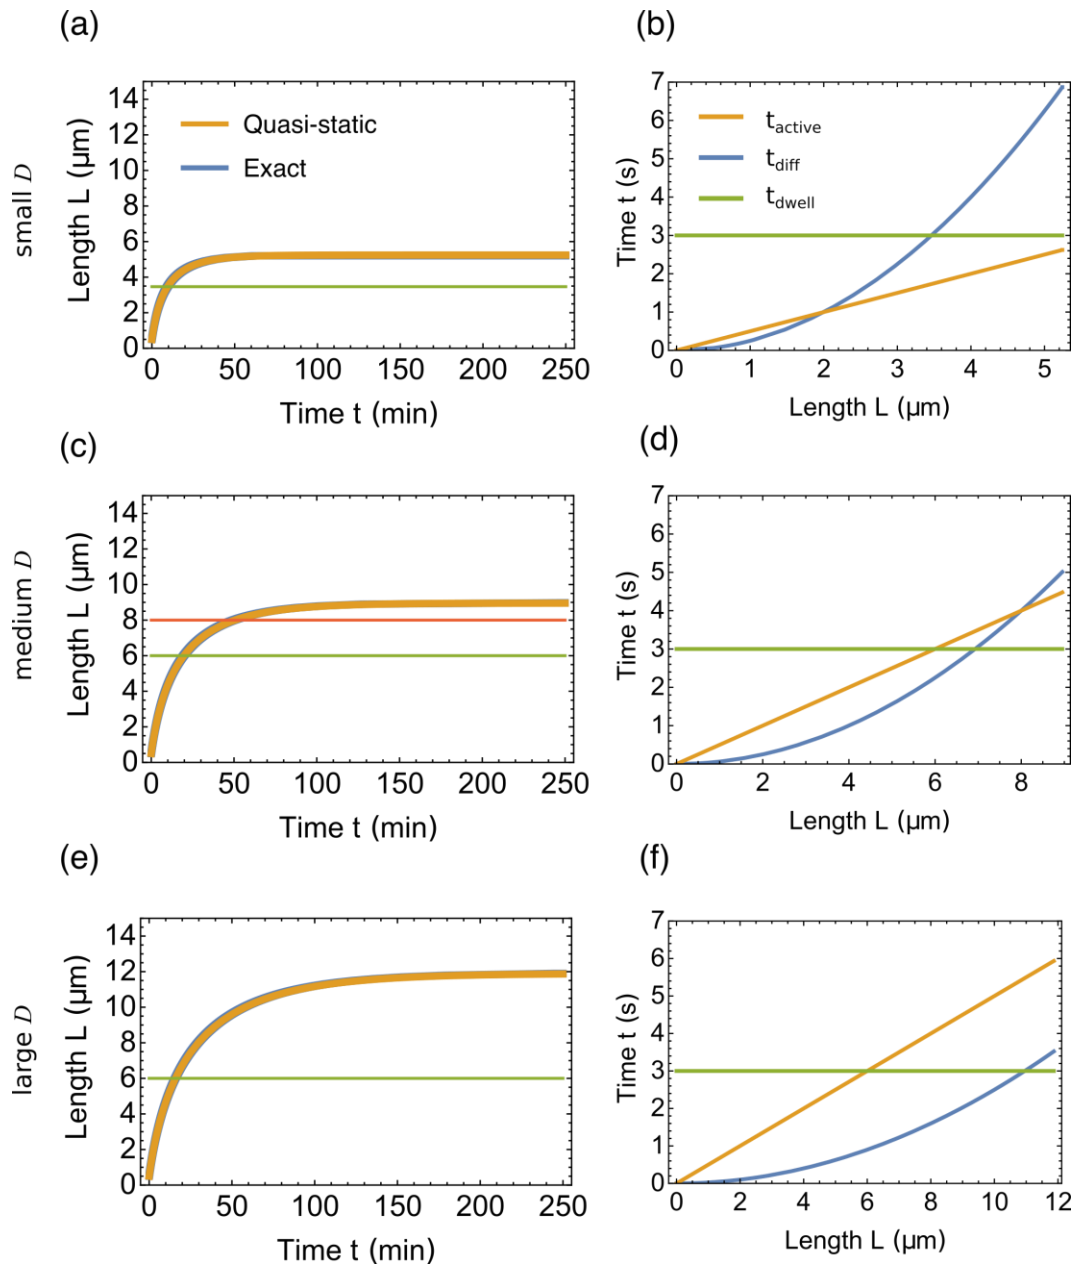 (a)
small D
Length L (µm)
14
12
10
8
6
4
2
0
Quasi-static
Exact
0 50 100 150 200 250
Time t (min)
(b)
Time t (s)
7
6
5
4
3
2
1
0
t_active
t_diff
t_dwell
0 1 2 3 4 5
Length L (µm)
(c)
medium D
Length L (µm)
14
12
10
8
6
4
2
0
0 50 100 150 200 250
Time t (min)
(d)
Time t (s)
7
6
5
4
3
2
1
0
0 2 4 6 8
Length L (µm)
(e)
large D
Length L (µm)
14
12
10
8
6
4
2
0
0 50 100 150 200 250
Time t (min)
(f)
Time t (s)
7
6
5
4
3
2
1
0
0 2 4 6 8 10 12
Length L (µm)